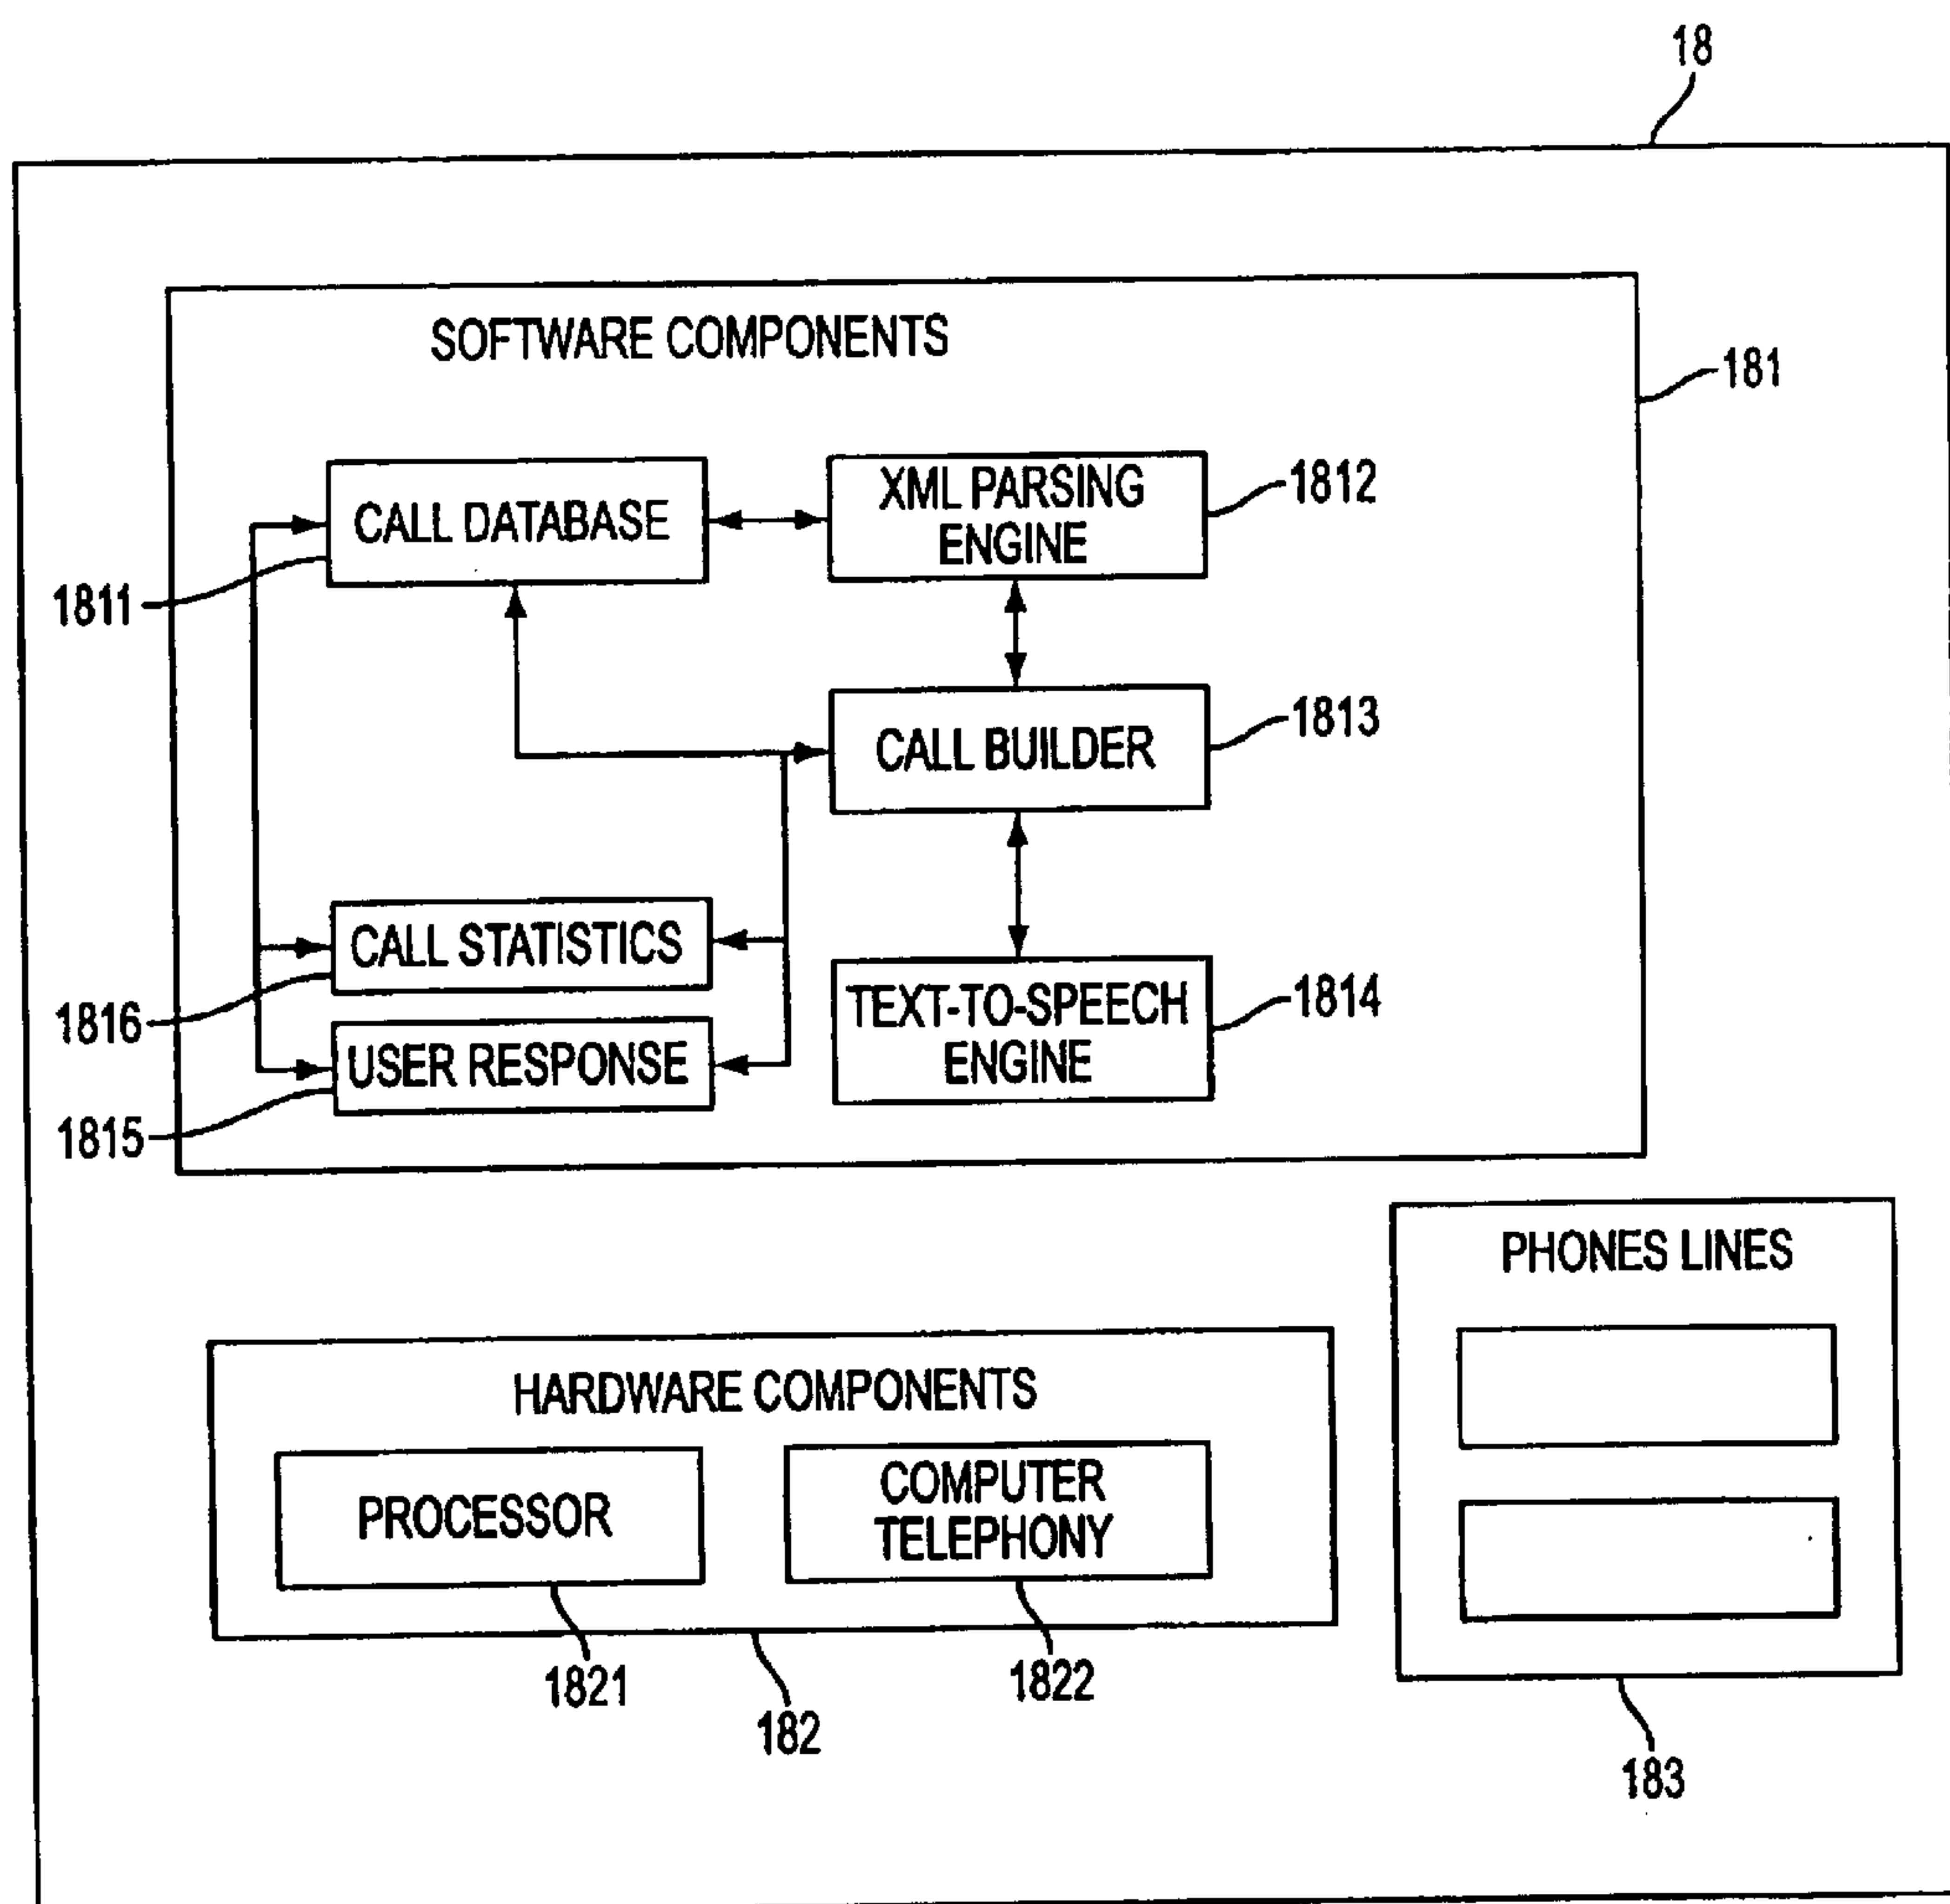 18
SOFTWARE COMPONENTS
181
CALL DATABASE
XML PARSING
ENGINE
1812
1811
CALL BUILDER
1813
CALL STATISTICS
1816
TEXT-TO-SPEECH
ENGINE
1814
USER RESPONSE
1815
PHONES LINES
HARDWARE COMPONENTS
PROCESSOR
COMPUTER
TELEPHONY
1821
1822
182
183